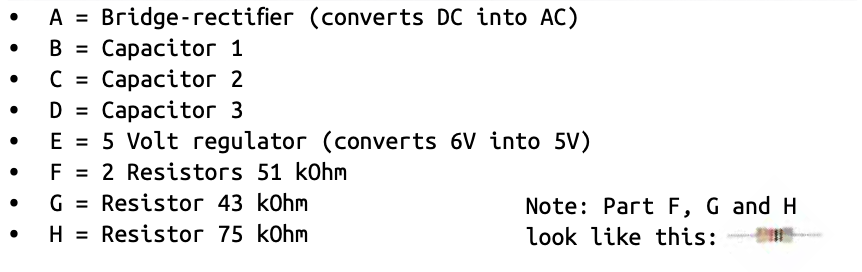 • A = Bridge-rectifier (converts DC into AC)
• B = Capacitor 1
• C = Capacitor 2
• D = Capacitor 3
• E = 5 Volt regulator (converts 6V into 5V)
• F = 2 Resistors 51 kOhm
• G = Resistor 43 kOhm
• H = Resistor 75 kOhm
Note: Part F, G and H
look like this: